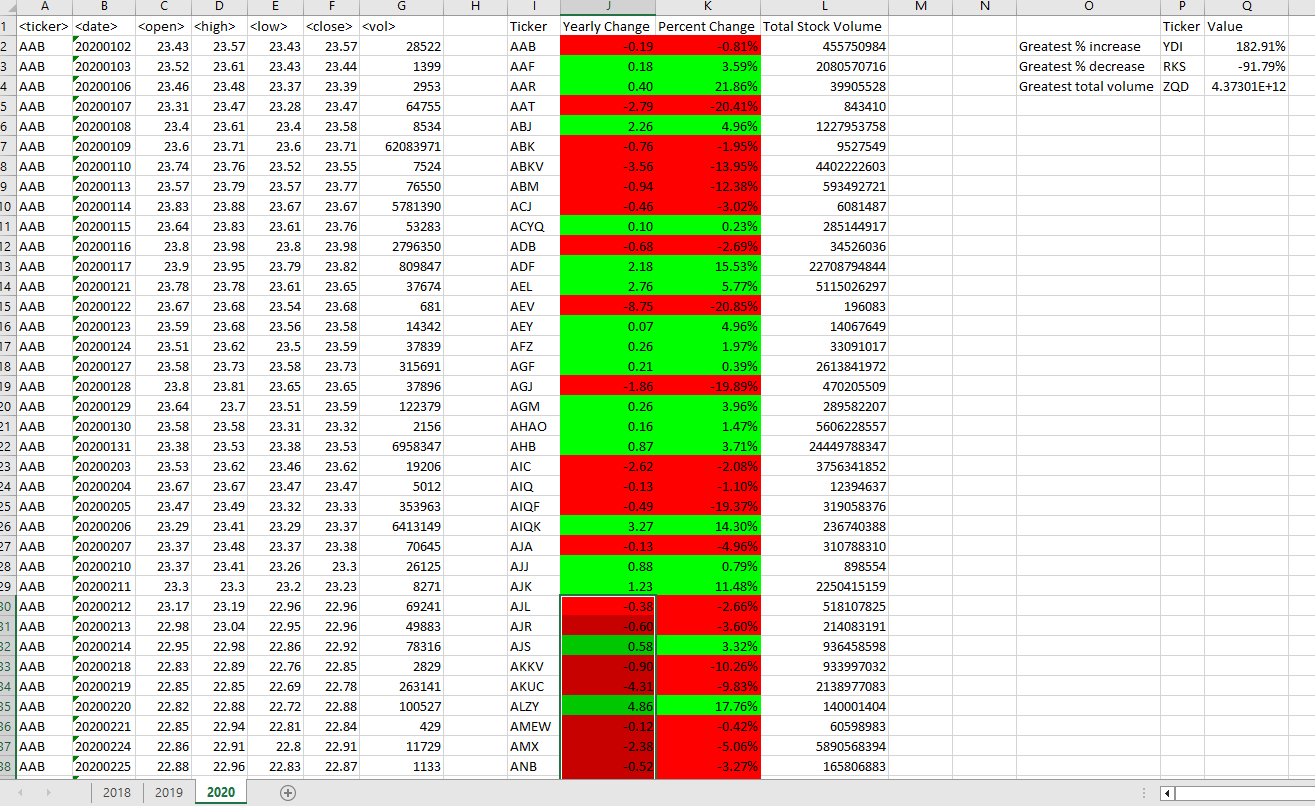 A B C D E F G H I J K L M N O P Q
1 <ticker> <date> <open> <high> <low> <close> <vol> Ticker Yearly Change Percent Change Total Stock Volume Ticker Value
2 AAB 20200102 23.43 23.57 23.43 23.57 28522 AAB -0.19 -0.81% 455750984 Greatest % increase YDI 182.91%
3 AAB 20200103 23.52 23.61 23.43 23.44 1399 AAF 0.18 3.59% 2080570716 Greatest % decrease RKS -91.79%
4 AAB 20200106 23.46 23.48 23.37 23.39 2953 AAR 0.40 21.86% 39905528 Greatest total volume ZQD 4.37301E+12
5 AAB 20200107 23.31 23.47 23.28 23.47 64755 AAT -2.79 -20.41% 843410
6 AAB 20200108 23.4 23.61 23.4 23.58 8534 ABJ 2.26 4.96% 1227953758
7 AAB 20200109 23.6 23.71 23.6 23.71 62083971 ABK -0.76 -1.95% 9527549
8 AAB 20200110 23.74 23.76 23.52 23.55 7524 ABKV -3.56 -13.95% 4402222603
9 AAB 20200113 23.57 23.79 23.57 23.77 76550 ABM -0.94 -12.38% 593492721
10 AAB 20200114 23.83 23.88 23.67 23.67 5781390 ACJ -0.46 -3.02% 6081487
11 AAB 20200115 23.64 23.83 23.61 23.76 53283 ACYQ 0.10 0.23% 285144917
12 AAB 20200116 23.8 23.98 23.8 23.98 2796350 ADB -0.68 -2.69% 34526036
13 AAB 20200117 23.9 23.95 23.79 23.82 809847 ADF 2.18 15.53% 22708794844
14 AAB 20200121 23.78 23.78 23.61 23.65 37674 AEL 2.76 5.77% 5115026297
15 AAB 20200122 23.67 23.68 23.54 23.68 681 AEV -8.75 -20.85% 196083
16 AAB 20200123 23.59 23.68 23.56 23.58 14342 AEY 0.07 4.96% 14067649
17 AAB 20200124 23.51 23.62 23.5 23.59 37839 AFZ 0.26 1.97% 33091017
18 AAB 20200127 23.58 23.73 23.58 23.73 315691 AGF 0.21 0.39% 2613841972
19 AAB 20200128 23.8 23.81 23.65 23.65 37896 AGJ -1.86 -19.89% 470205509
20 AAB 20200129 23.64 23.7 23.51 23.59 122379 AGM 0.26 3.96% 289582207
21 AAB 20200130 23.58 23.58 23.31 23.32 2156 AHAO 0.16 1.47% 5606228557
22 AAB 20200131 23.38 23.53 23.38 23.53 6958347 AHB 0.87 3.71% 24449788347
23 AAB 20200203 23.53 23.62 23.46 23.62 19206 AIC -2.62 -2.08% 3756341852
24 AAB 20200204 23.67 23.67 23.47 23.47 5012 AIQ -0.13 -1.10% 12394637
25 AAB 20200205 23.47 23.49 23.32 23.33 353963 AIQF -0.49 -19.37% 319058376
26 AAB 20200206 23.29 23.41 23.29 23.37 6413149 AIQK 3.27 14.30% 236740388
27 AAB 20200207 23.37 23.48 23.37 23.38 70645 AJA -0.13 -4.96% 310788310
28 AAB 20200210 23.37 23.41 23.26 23.3 26125 AJJ 0.88 0.79% 898554
29 AAB 20200211 23.3 23.3 23.2 23.23 8271 AJK 1.23 11.48% 2250415159
30 AAB 20200212 23.17 23.19 22.96 22.96 69241 AJL -0.38 -2.66% 518107825
31 AAB 20200213 22.98 23.04 22.95 22.96 49883 AJR -0.60 -3.60% 214083191
32 AAB 20200214 22.95 22.98 22.86 22.92 78316 AJS 0.58 3.32% 936458598
33 AAB 20200218 22.83 22.89 22.76 22.85 2829 AKKV -0.90 -10.26% 933997032
34 AAB 20200219 22.85 22.85 22.69 22.78 263141 AKUC -4.31 -9.83% 2138977083
35 AAB 20200220 22.82 22.88 22.72 22.88 100527 ALZY 4.86 17.76% 140001404
36 AAB 20200221 22.85 22.94 22.81 22.84 429 AMEW -0.12 -0.42% 60598983
37 AAB 20200224 22.86 22.91 22.8 22.91 11729 AMX -2.38 -5.06% 5890568394
38 AAB 20200225 22.88 22.96 22.83 22.87 1133 ANB -0.52 -3.27% 165806883
2018 2019 2020